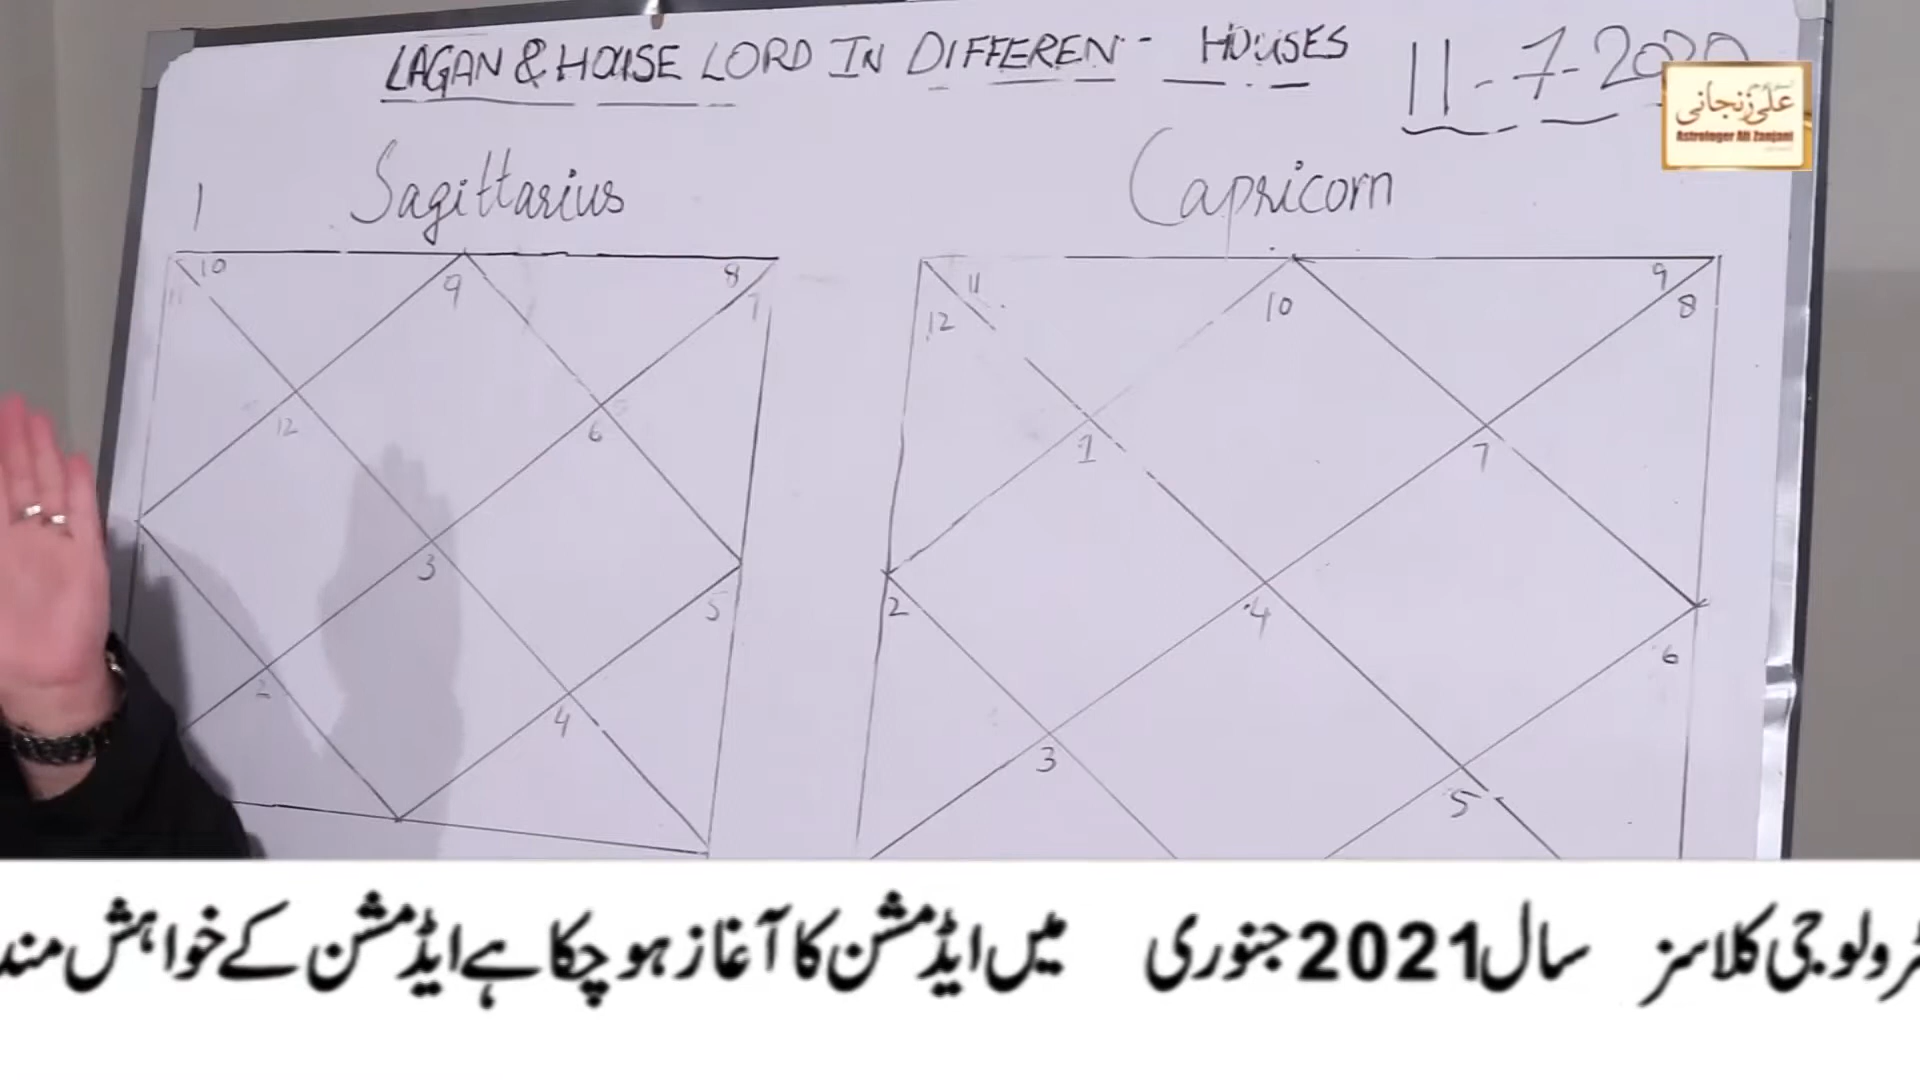 LAGAN & HOUSE LORD IN DIFFEREN- HOUSES 11-7-2020
علی زنجانی
Astrologer Ali Zanjani
1 Sagittarius
Capricorn
10 9 8
11 7
12 6
3
5
2
4
11 10 9
12 8
1 7
2 4 6
3
5
ٹرولوجی کلاسز سال 2021 جنوری میں ایڈمشن کا آغاز ہو چکا ہے ایڈمشن کے خواہش مند